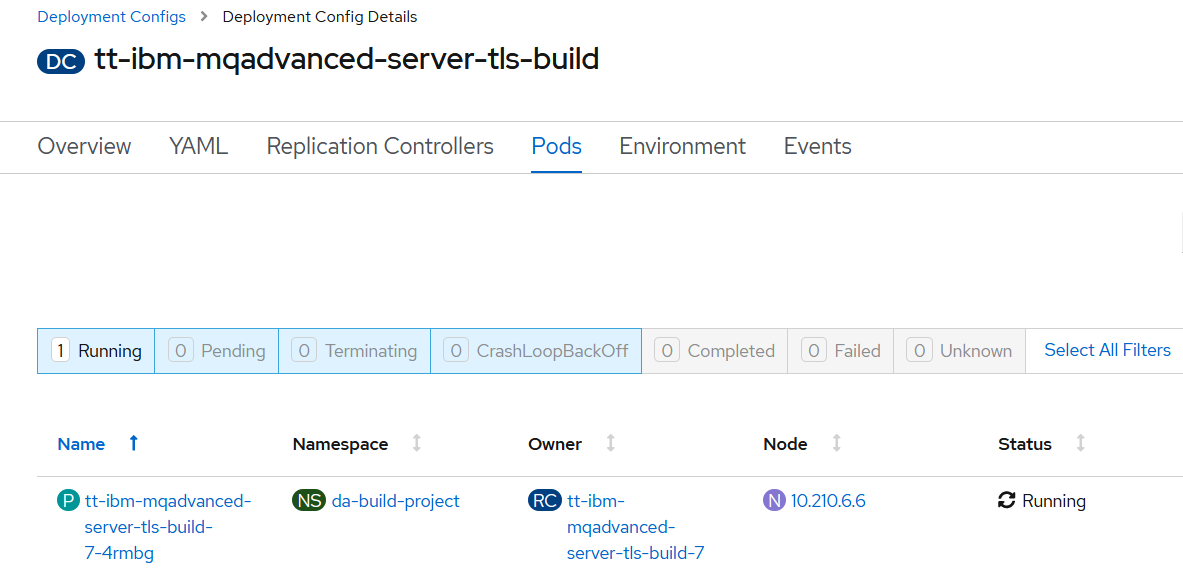 Deployment Configs > Deployment Config Details
DC tt-ibm-mqadvanced-server-tls-build
Overview YAML Replication Controllers Pods Environment Events
1 Running 0 Pending 0 Terminating 0 CrashLoopBackOff 0 Completed 0 Failed 0 Unknown Select All Filters
Name Namespace Owner Node Status
P tt-ibm-mqadvanced- NS da-build-project RC tt-ibm- N 10.210.6.6 Running
server-tls-build- mqadvanced-
7-4rmbg server-tls-build-7